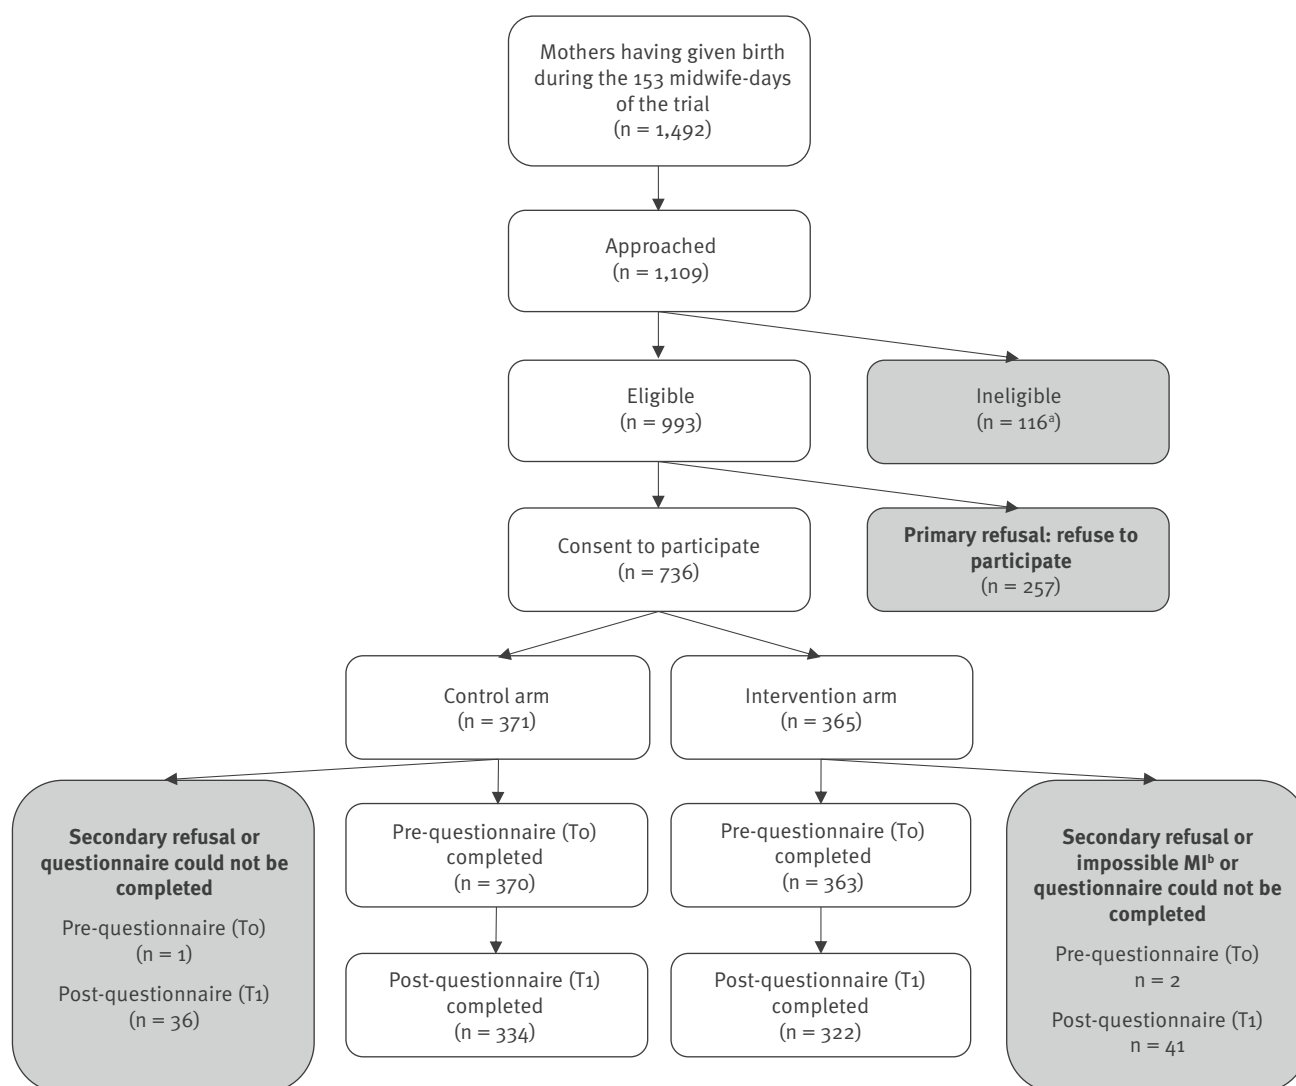 Mothers having given birth
during the 153 midwife-days
of the trial
(n = 1,492)
Approached
(n = 1,109)
Eligible
(n = 993)
Ineligible
(n = 116ᵃ)
Consent to participate
(n = 736)
Primary refusal: refuse to
participate
(n = 257)
Control arm
(n = 371)
Intervention arm
(n = 365)
Secondary refusal or
questionnaire could not be
completed
Pre-questionnaire (T0)
(n = 1)
Post-questionnaire (T1)
(n = 36)
Pre-questionnaire (T0)
completed
(n = 370)
Post-questionnaire (T1)
completed
(n = 334)
Pre-questionnaire (T0)
completed
(n = 363)
Post-questionnaire (T1)
completed
(n = 322)
Secondary refusal or
impossible MIᵇ or
questionnaire could not be
completed
Pre-questionnaire (T0)
n = 2
Post-questionnaire (T1)
n = 41